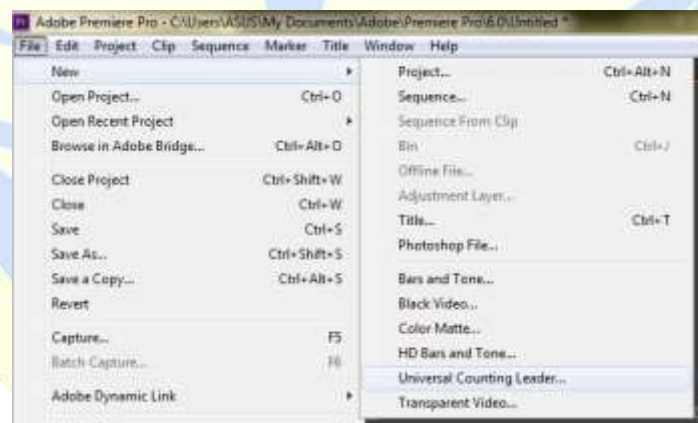 Adobe Premiere Pro - C:\Users\ASUS\My Documents\Adobe\Premiere Pro\6.0\Untitled *
File Edit Project Clip Sequence Marker Title Window Help
New
Open Project... Ctrl+O
Open Recent Project
Browse in Adobe Bridge... Ctrl+Alt+O
Close Project Ctrl+Shift+W
Close Ctrl+W
Save Ctrl+S
Save As... Ctrl+Shift+S
Save a Copy... Ctrl+Alt+S
Revert
Capture... F5
Batch Capture... F6
Adobe Dynamic Link
Project... Ctrl+Alt+N
Sequence... Ctrl+N
Sequence From Clip
Bin Ctrl+/
Offline File...
Adjustment Layer...
Title... Ctrl+T
Photoshop File...
Bars and Tone...
Black Video...
Color Matte...
HD Bars and Tone...
Universal Counting Leader...
Transparent Video...